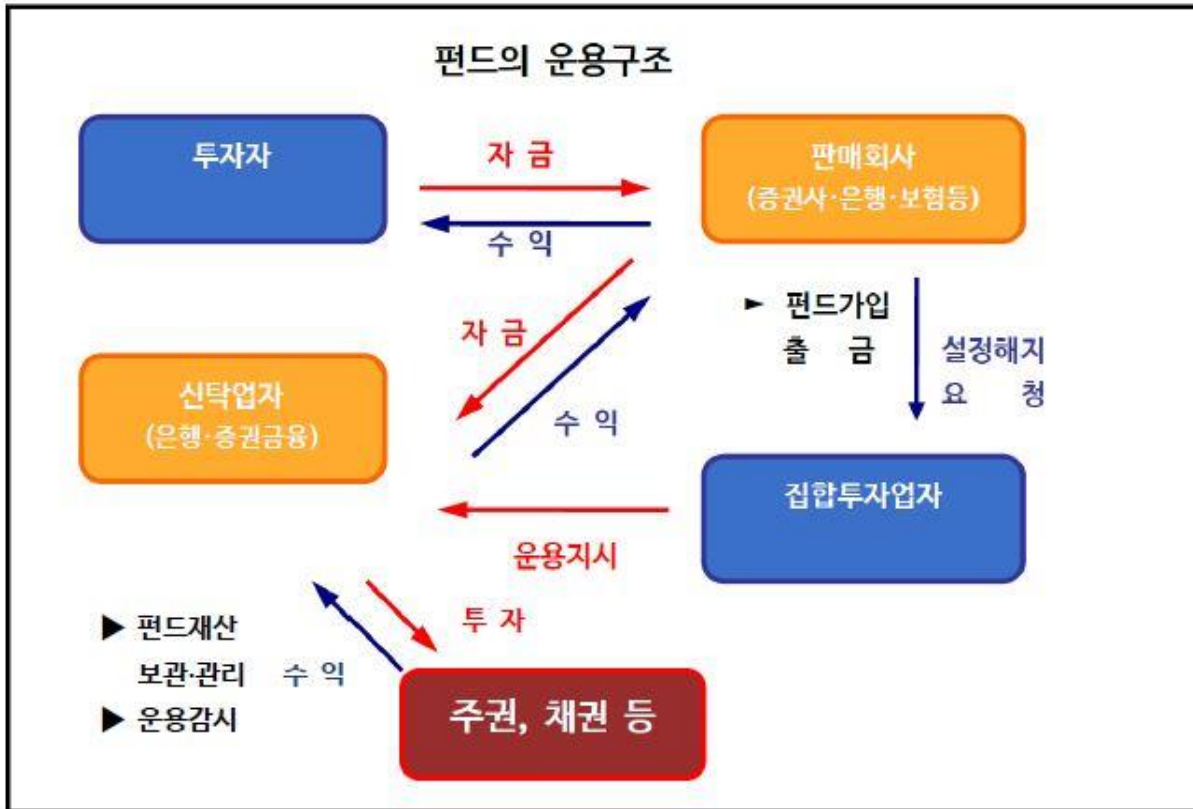 펀드의 운용구조
투자자
자 금
판매회사
(증권사·은행·보험등)
수 익
자 금
► 펀드가입
출 금
설정해지
요 청
신탁업자
(은행·증권금융)
수 익
집합투자업자
운용지시
▶ 펀드재산
보관·관리
수 익
▶ 운용감시
투 자
주권, 채권 등